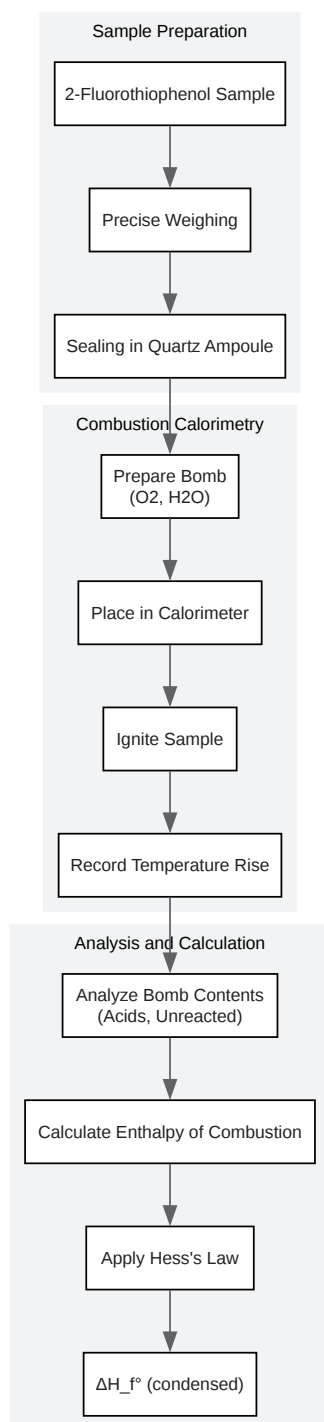 Sample Preparation
2-Fluorothiophenol Sample
Precise Weighing
Sealing in Quartz Ampoule
Combustion Calorimetry
Prepare Bomb
(O2, H2O)
Place in Calorimeter
Ignite Sample
Record Temperature Rise
Analysis and Calculation
Analyze Bomb Contents
(Acids, Unreacted)
Calculate Enthalpy of Combustion
Apply Hess's Law
ΔH_f° (condensed)